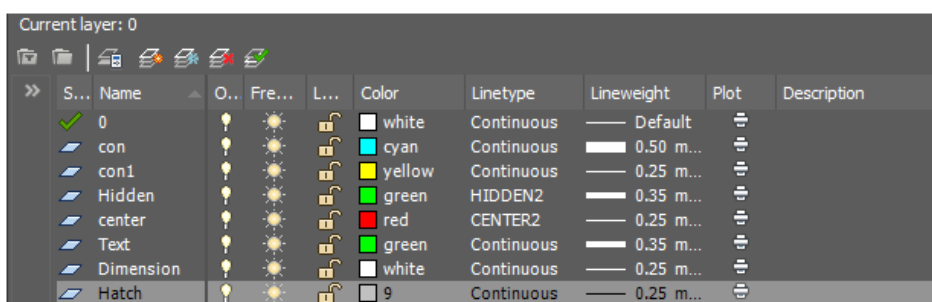 Current layer: 0
S... Name O... Fre... L... Color Linetype Lineweight Plot Description
0 white Continuous Default
con cyan Continuous 0.50 m...
con1 yellow Continuous 0.25 m...
Hidden green HIDDEN2 0.35 m...
center red CENTER2 0.25 m...
Text green Continuous 0.35 m...
Dimension white Continuous 0.25 m...
Hatch 9 Continuous 0.25 m...